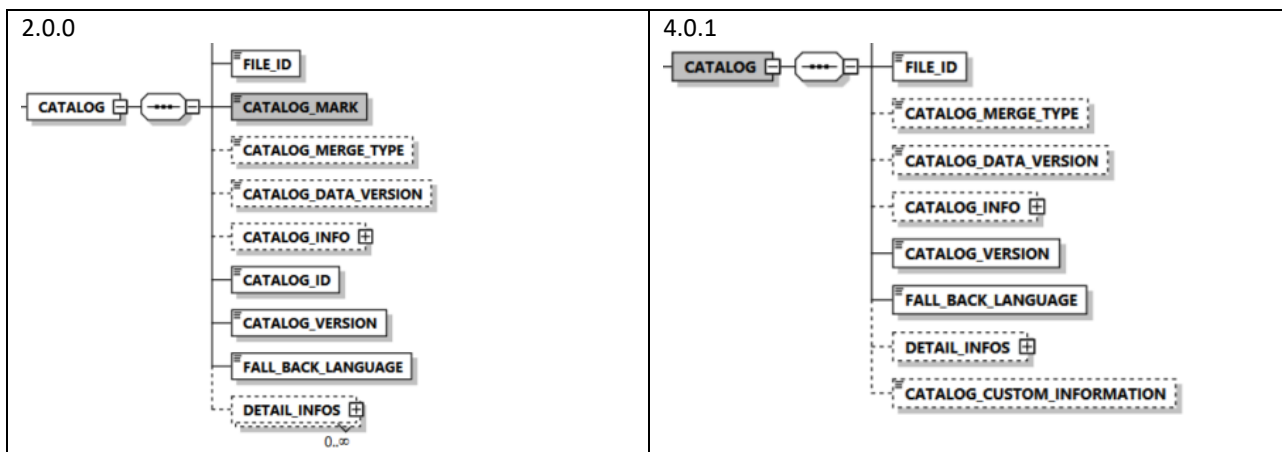 2.0.0
FILE_ID
CATALOG
CATALOG_MARK
CATALOG_MERGE_TYPE
CATALOG_DATA_VERSION
CATALOG_INFO
CATALOG_ID
CATALOG_VERSION
FALL_BACK_LANGUAGE
DETAIL_INFOS
0..∞
4.0.1
CATALOG
FILE_ID
CATALOG_MERGE_TYPE
CATALOG_DATA_VERSION
CATALOG_INFO
CATALOG_VERSION
FALL_BACK_LANGUAGE
DETAIL_INFOS
CATALOG_CUSTOM_INFORMATION